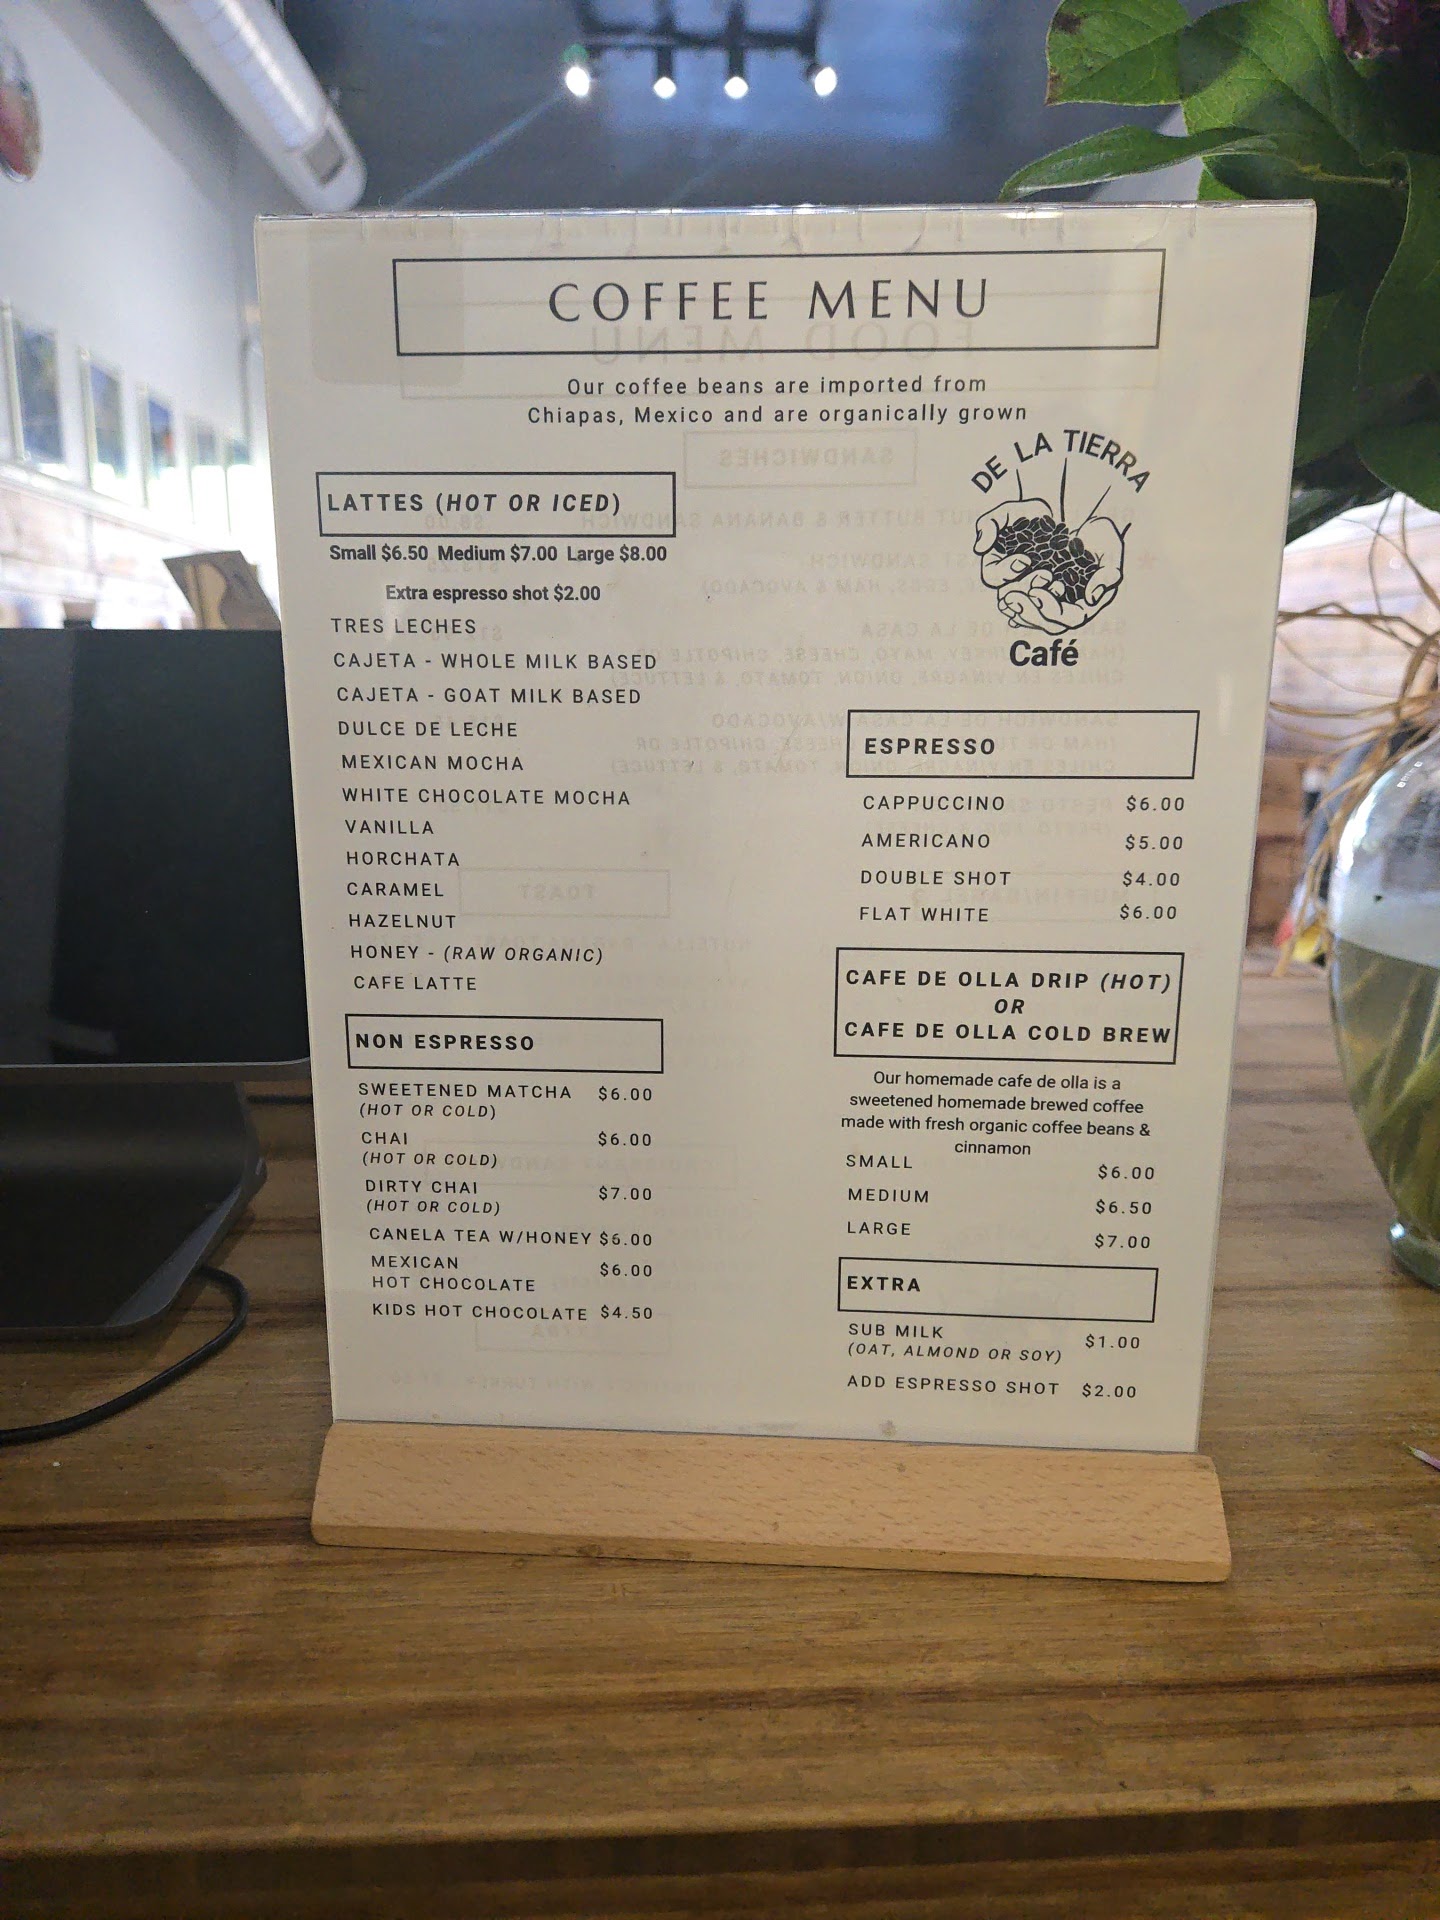 COFFEE MENU
Our coffee beans are imported from
Chiapas, Mexico and are organically grown
DE LA TIERRA
Café
LATTES (HOT OR ICED)
Small $6.50 Medium $7.00 Large $8.00
Extra espresso shot $2.00
TRES LECHES
CAJETA - WHOLE MILK BASED
CAJETA - GOAT MILK BASED
DULCE DE LECHE
MEXICAN MOCHA
WHITE CHOCOLATE MOCHA
VANILLA
HORCHATA
CARAMEL
HAZELNUT
HONEY - (RAW ORGANIC)
CAFE LATTE
NON ESPRESSO
SWEETENED MATCHA $6.00
(HOT OR COLD)
CHAI $6.00
(HOT OR COLD)
DIRTY CHAI $7.00
(HOT OR COLD)
CANELA TEA W/HONEY $6.00
MEXICAN $6.00
HOT CHOCOLATE
KIDS HOT CHOCOLATE $4.50
ESPRESSO
CAPPUCCINO $6.00
AMERICANO $5.00
DOUBLE SHOT $4.00
FLAT WHITE $6.00
CAFE DE OLLA DRIP (HOT)
OR
CAFE DE OLLA COLD BREW
Our homemade cafe de olla is a
sweetened homemade brewed coffee
made with fresh organic coffee beans &
cinnamon
SMALL $6.00
MEDIUM $6.50
LARGE $7.00
EXTRA
SUB MILK $1.00
(OAT, ALMOND OR SOY)
ADD ESPRESSO SHOT $2.00